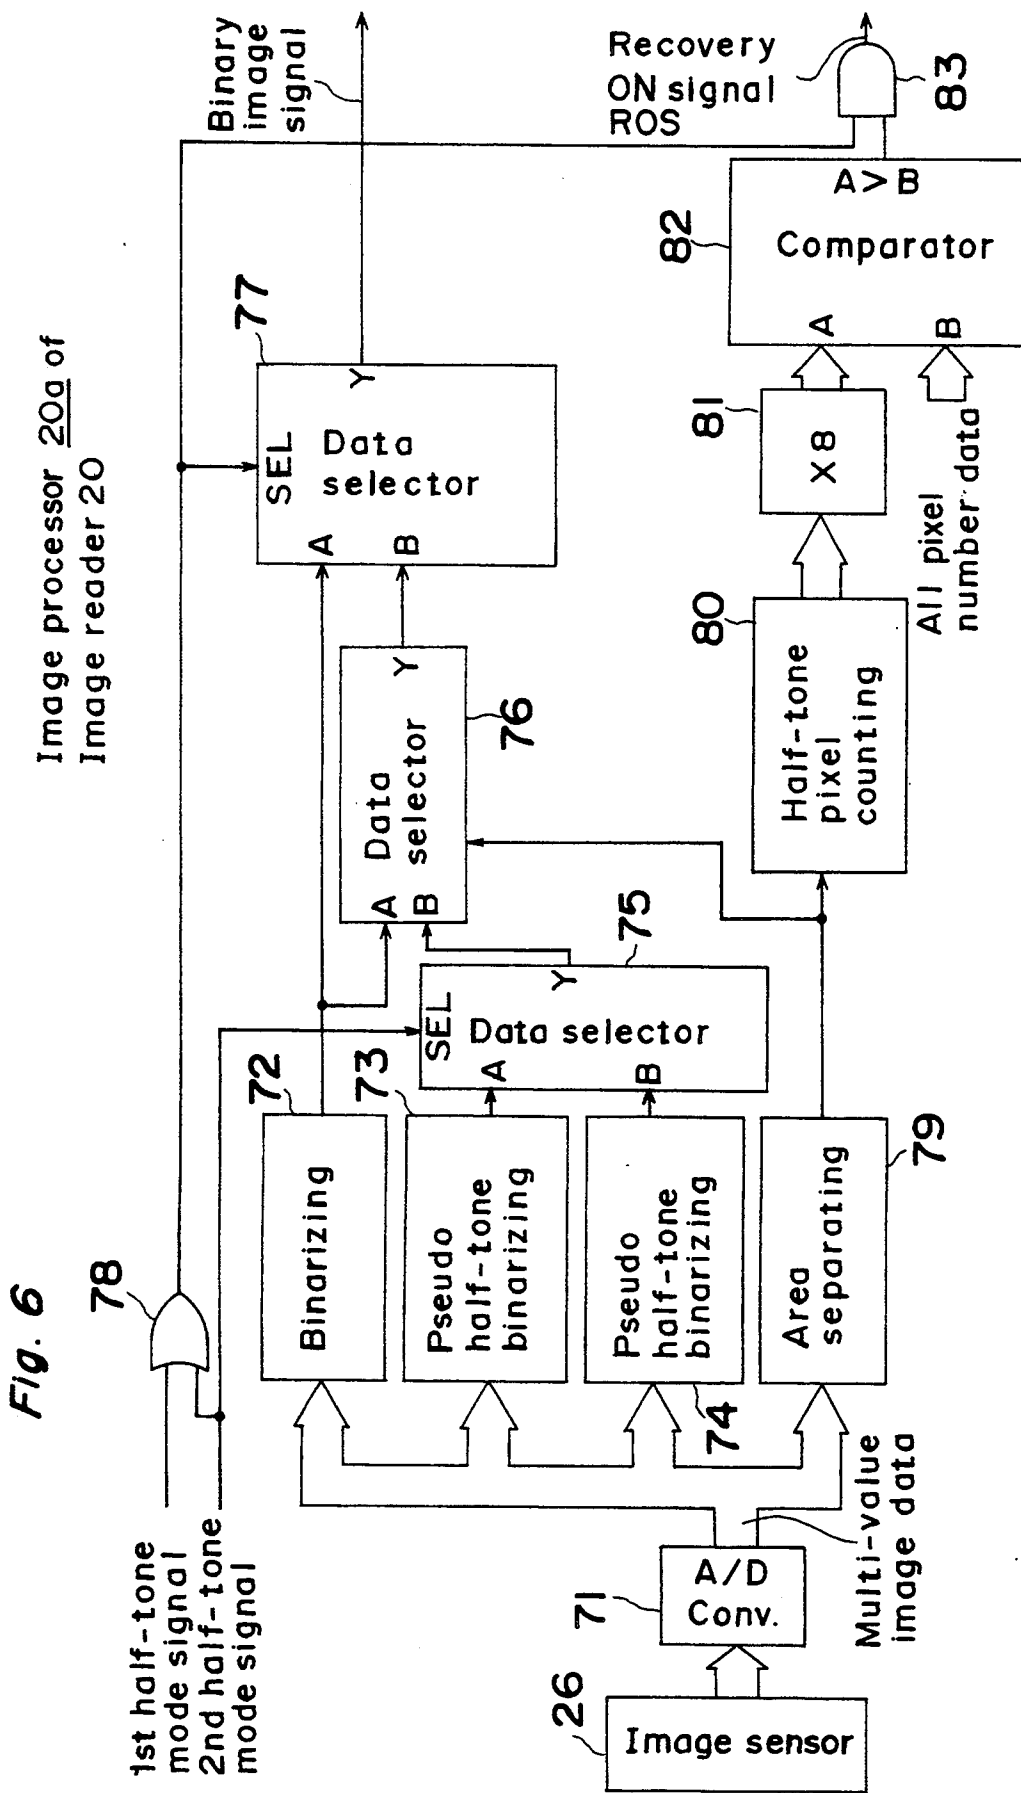 Fig. 6
Image processor 20a of
Image reader 20
1st half-tone
mode signal
2nd half-tone
mode signal
78
Binary
image
signal
26
Image sensor
71
A/D
Conv.
Multi-value
image data
72
Binarizing
73
Pseudo
half-tone
binarizing
74
Pseudo
half-tone
binarizing
79
Area
separating
75
SEL
A
B
Y
Data selector
76
A
B
Y
Data
selector
77
SEL
A
B
Y
Data
selector
80
Half-tone
pixel
counting
81
X8
All pixel
number data
82
A
B
A>B
Comparator
83
Recovery
ON signal
ROS